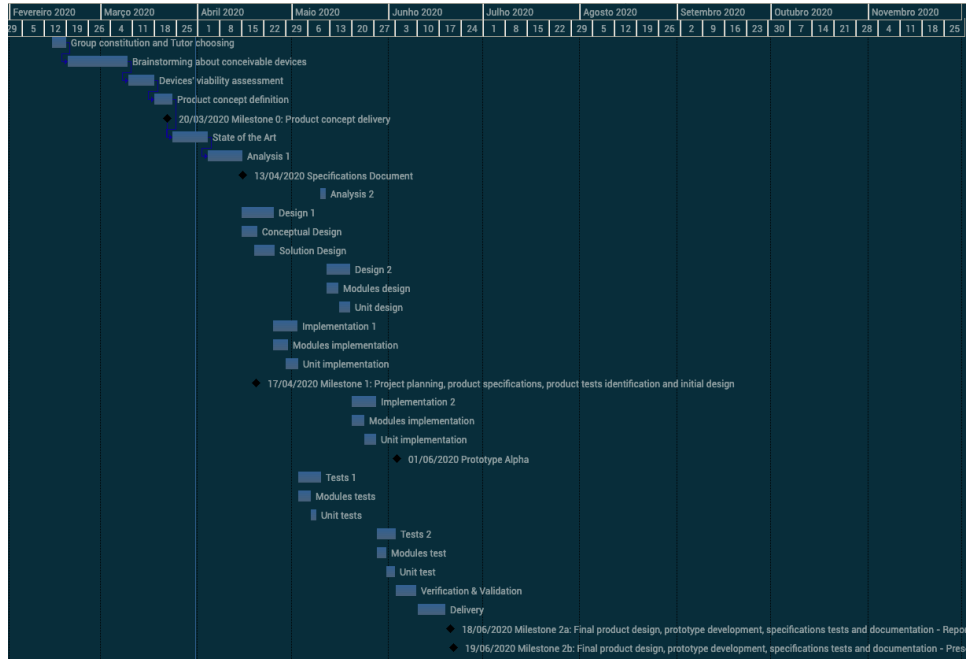 Fevereiro 2020 Março 2020 Abril 2020 Maio 2020 Junho 2020 Julho 2020 Agosto 2020 Setembro 2020 Outubro 2020 Novembro 2020
29 5 12 19 26 4 11 18 25 1 8 15 22 29 6 13 20 27 3 10 17 24 1 8 15 22 29 5 12 19 26 2 9 16 23 30 7 14 21 28 4 11 18 25
Group constitution and Tutor choosing
Brainstorming about conceivable devices
Devices' viability assessment
Product concept definition
20/03/2020 Milestone 0: Product concept delivery
State of the Art
Analysis 1
13/04/2020 Specifications Document
Analysis 2
Design 1
Conceptual Design
Solution Design
Design 2
Modules design
Unit design
Implementation 1
Modules implementation
Unit implementation
17/04/2020 Milestone 1: Project planning, product specifications, product tests identification and initial design
Implementation 2
Modules implementation
Unit implementation
01/06/2020 Prototype Alpha
Tests 1
Modules tests
Unit tests
Tests 2
Modules test
Unit test
Verification & Validation
Delivery
18/06/2020 Milestone 2a: Final product design, prototype development, specifications tests and documentation - Repo
19/06/2020 Milestone 2b: Final product design, prototype development, specifications tests and documentation - Pres